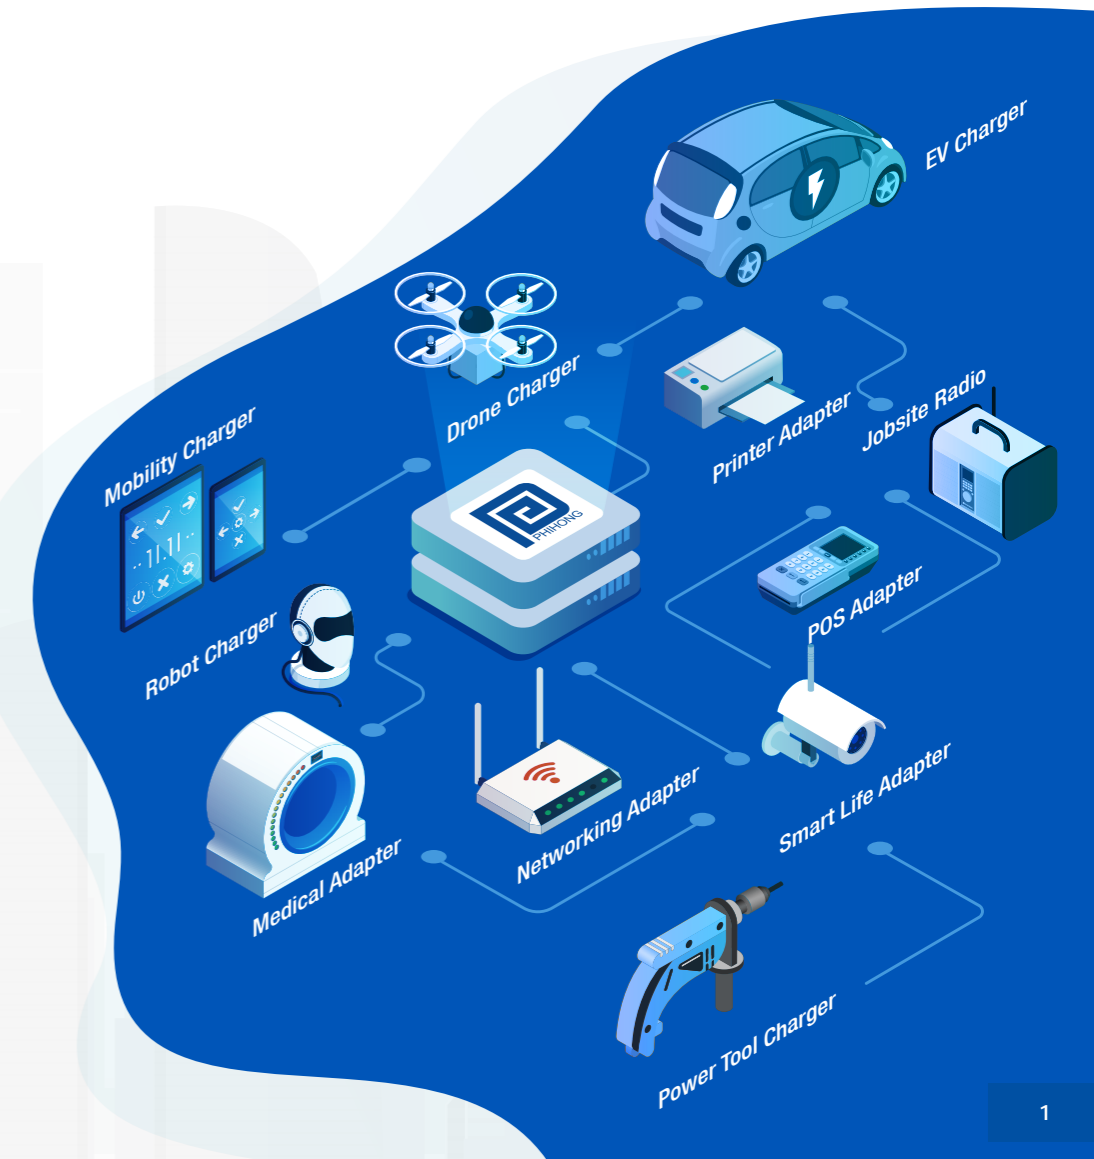 EV Charger
Drone Charger
Printer Adapter
Jobsite Radio
Mobility Charger
PHIHONG
POS Adapter
Robot Charger
Networking Adapter
Smart Life Adapter
Medical Adapter
Power Tool Charger
1